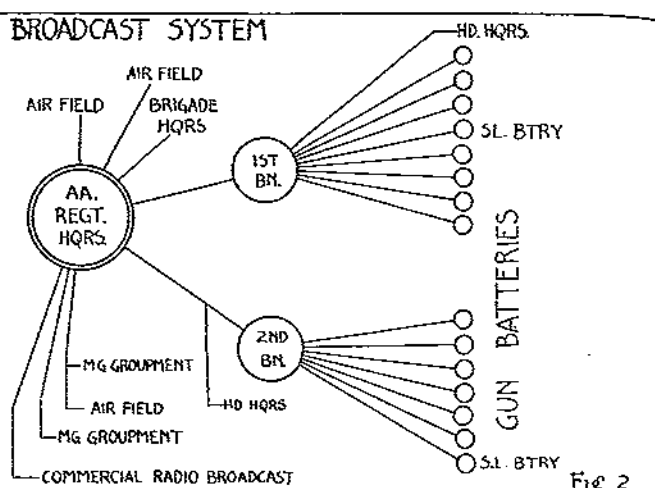 BROADCAST SYSTEM
HD. HQRS.
AIR FIELD
AIR FIELD
BRIGADE
HQRS
SL. BTRY
1ST
BN.
AA.
REGT.
HQRS.
GUN BATTERIES
2ND
BN.
MG GROUPMENT
AIR FIELD
HD HQRS
MG GROUPMENT
S.L. BTRY
COMMERCIAL RADIO BROADCAST
Fig. 2